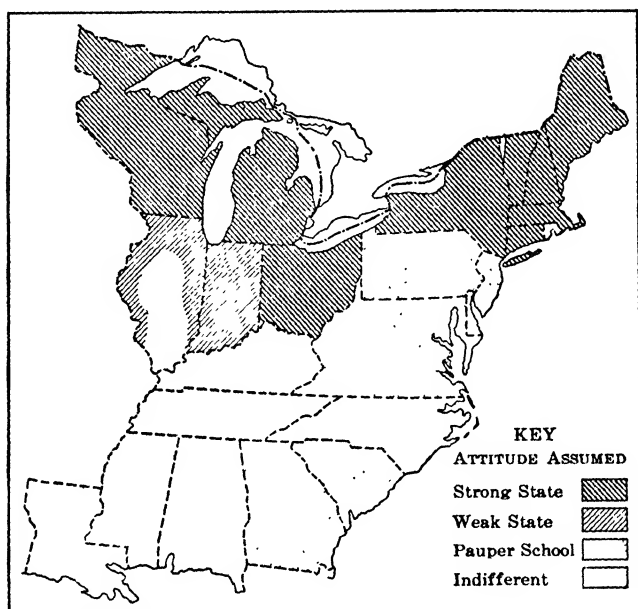 KEY
ATTITUDE ASSUMED
Strong State
Weak State
Pauper School
Indifferent